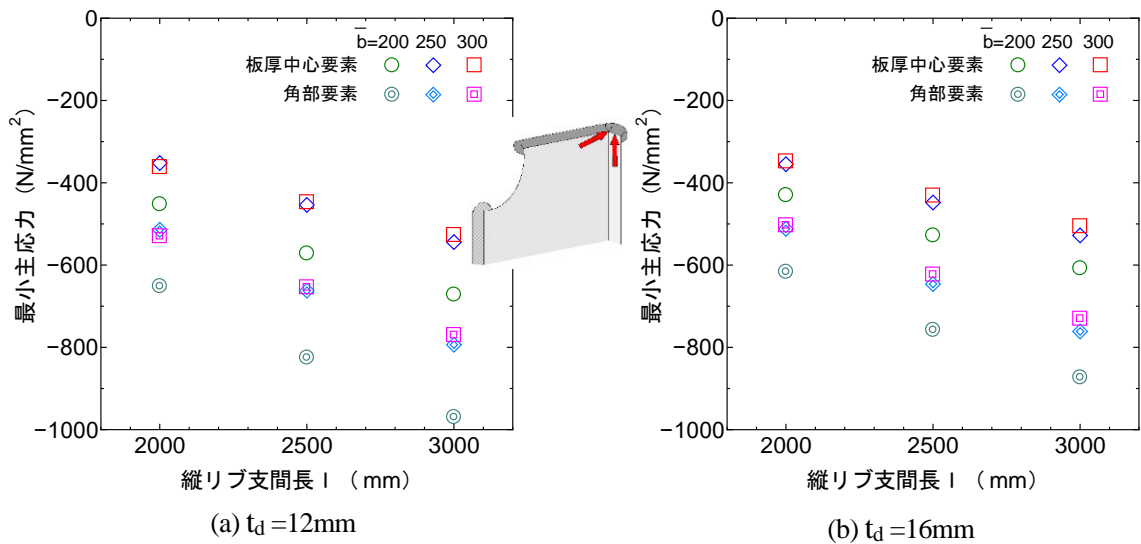 0
−200
−400
−600
−800
−1000
最小主応力 (N/mm²)
b̅=200 250 300
板厚中心要素
角部要素
2000 2500 3000
縦リブ支間長 l (mm)
(a) t_d =12mm
0
−200
−400
−600
−800
−1000
最小主応力 (N/mm²)
b̅=200 250 300
板厚中心要素
角部要素
2000 2500 3000
縦リブ支間長 l (mm)
(b) t_d =16mm